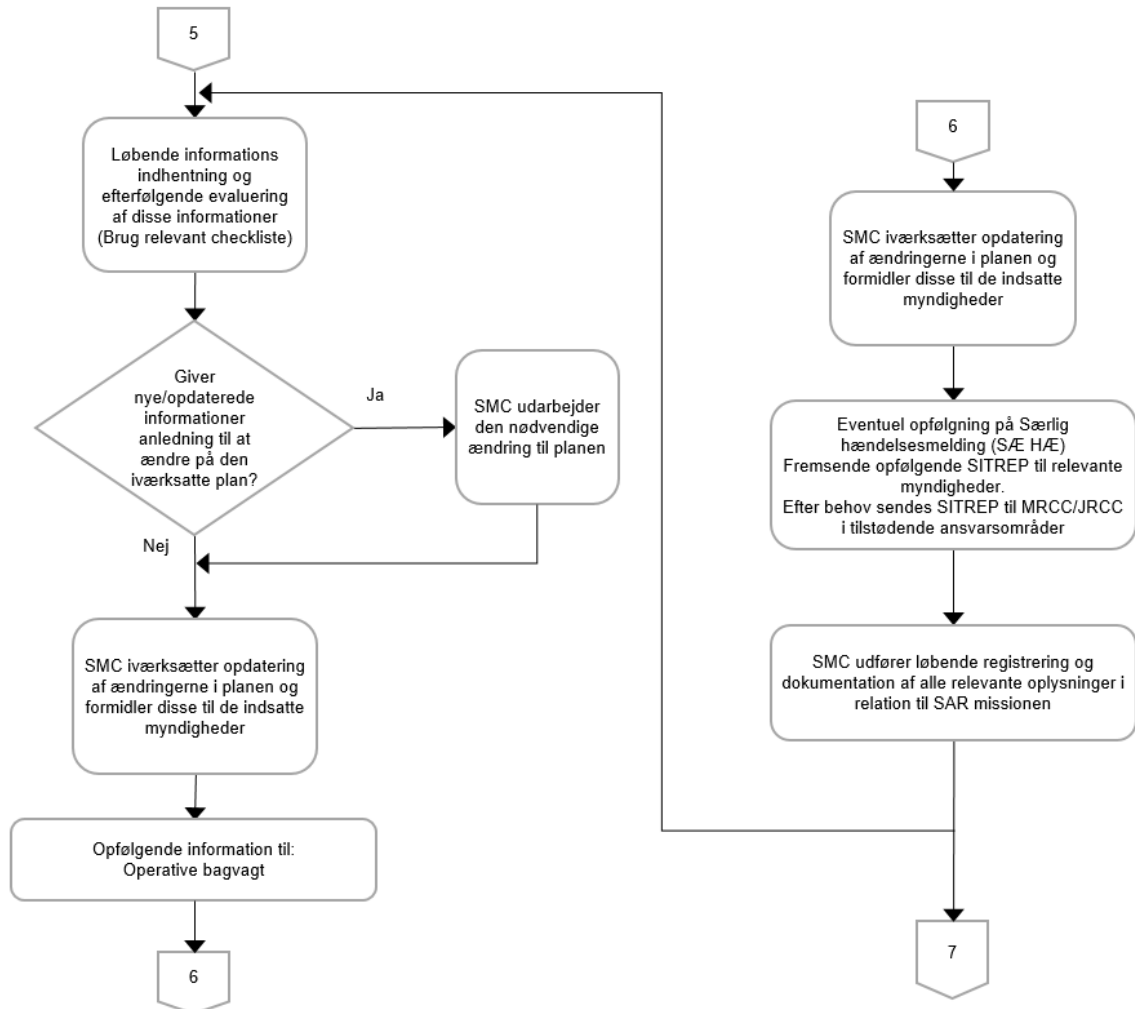 5
Løbende informations
indhentning og
efterfølgende evaluering
af disse informationer
(Brug relevant checkliste)
Giver
nye/opdaterede
informationer
anledning til at
ændre på den
iværksatte plan?
Ja
SMC udarbejder
den nødvendige
ændring til planen
Nej
SMC iværksætter opdatering
af ændringerne i planen og
formidler disse til de indsatte
myndigheder
Opfølgende information til:
Operative bagvagt
6
6
SMC iværksætter opdatering
af ændringerne i planen og
formidler disse til de indsatte
myndigheder
Eventuel opfølgning på Særlig
hændelsesmelding (SÆ HÆ)
Fremsende opfølgende SITREP til relevante
myndigheder.
Efter behov sendes SITREP til MRCC/JRCC
i tilstødende ansvarsområder
SMC udfører løbende registrering og
dokumentation af alle relevante oplysninger i
relation til SAR missionen
7